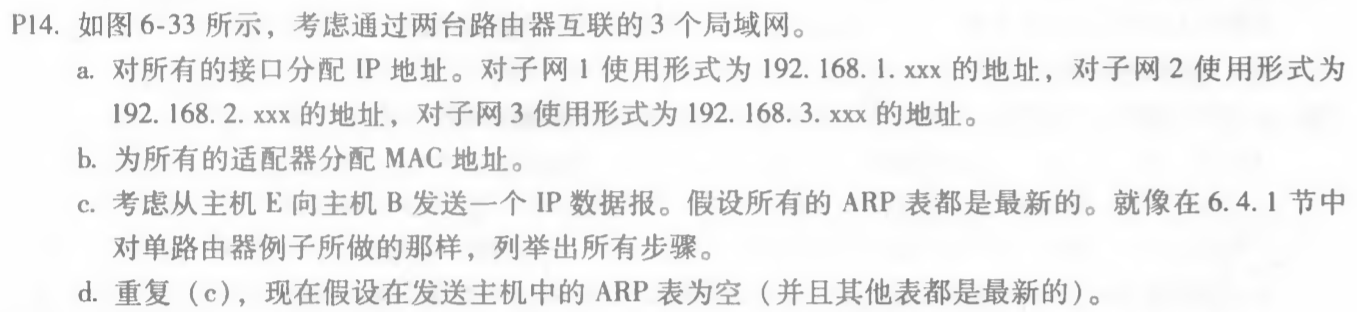 P14. 如图 6-33 所示，考虑通过两台路由器互联的 3 个局域网。
a. 对所有的接口分配 IP 地址。对子网 1 使用形式为 192. 168. 1. xxx 的地址，对子网 2 使用形式为
192. 168. 2. xxx 的地址，对子网 3 使用形式为 192. 168. 3. xxx 的地址。
b. 为所有的适配器分配 MAC 地址。
c. 考虑从主机 E 向主机 B 发送一个 IP 数据报。假设所有的 ARP 表都是最新的。就像在 6. 4. 1 节中
对单路由器例子所做的那样，列举出所有步骤。
d. 重复（c），现在假设在发送主机中的 ARP 表为空（并且其他表都是最新的）。